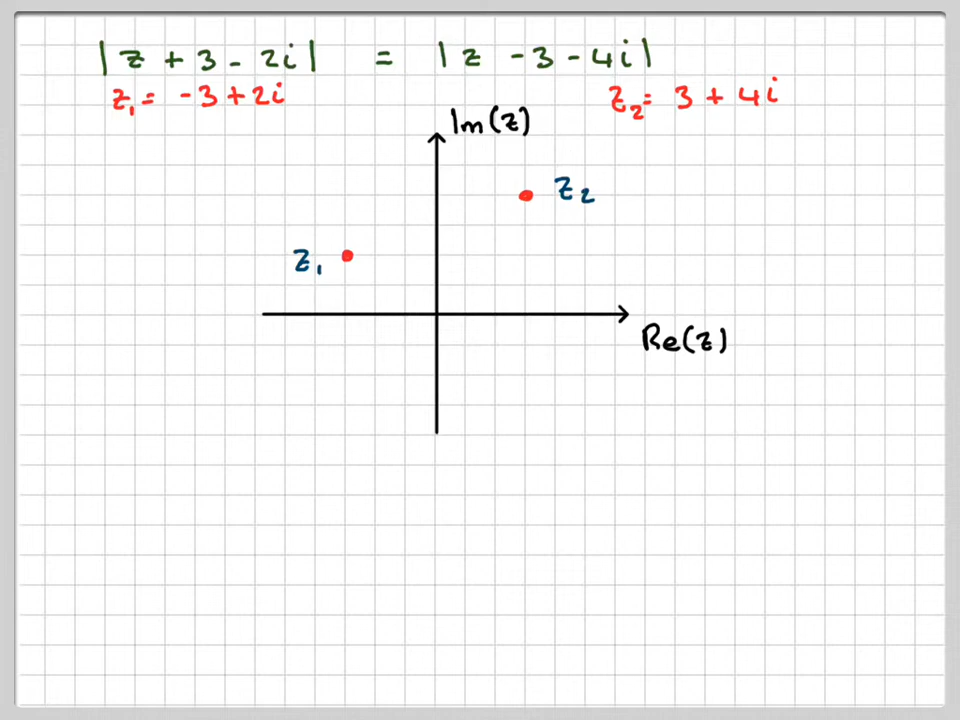 |z + 3 - 2i| = |z - 3 - 4i|
z₁ = -3 + 2i z₂ = 3 + 4i
Im(z)
z₂
z₁
Re(z)